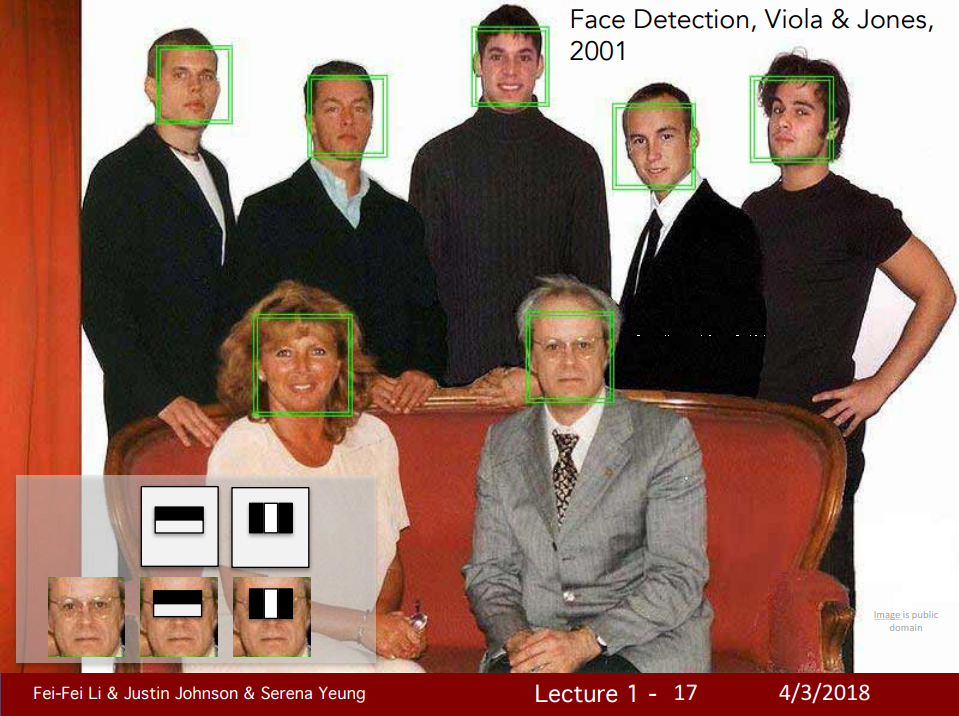 Face Detection, Viola & Jones,
2001
Image is public
domain
Fei-Fei Li & Justin Johnson & Serena Yeung
Lecture 1 - 17
4/3/2018